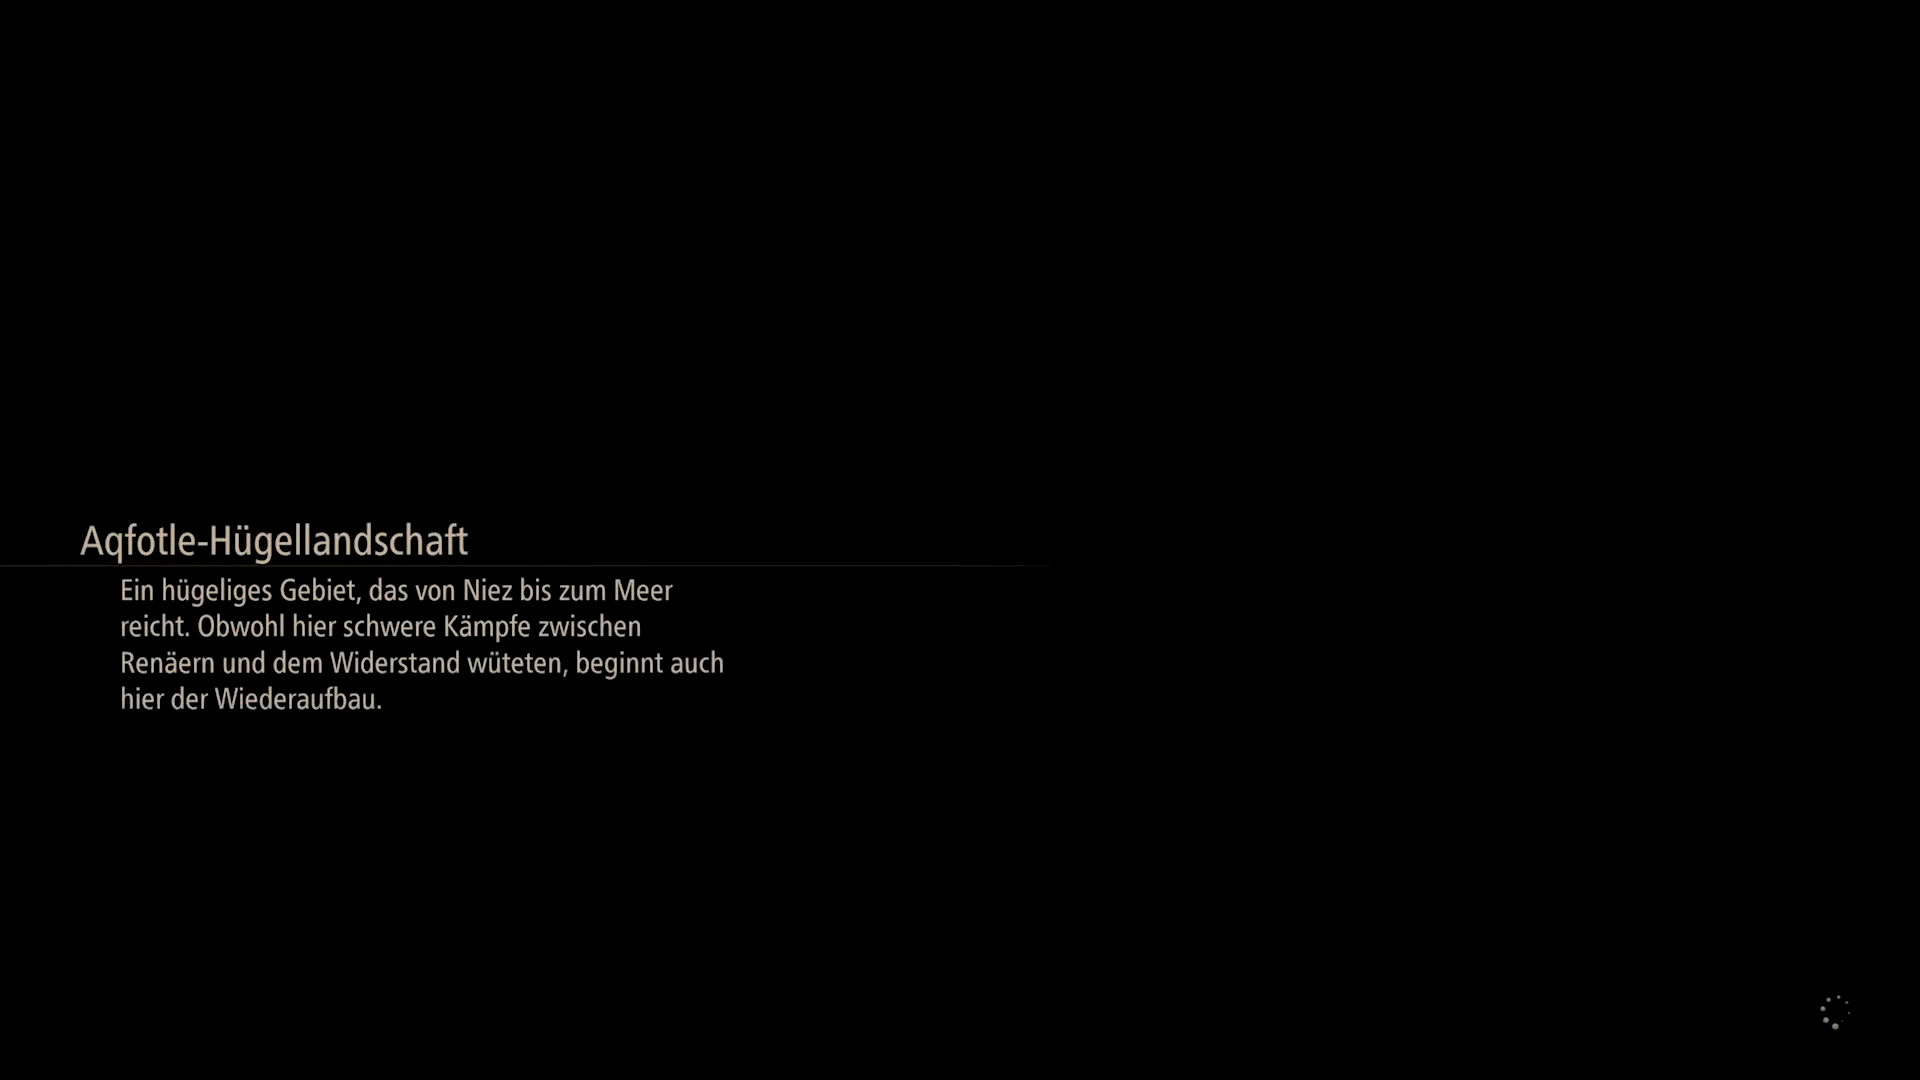 Aqfotle-Hügellandschaft
Ein hügeliges Gebiet, das von Niez bis zum Meer
reicht. Obwohl hier schwere Kämpfe zwischen
Renäern und dem Widerstand wüteten, beginnt auch
hier der Wiederaufbau.